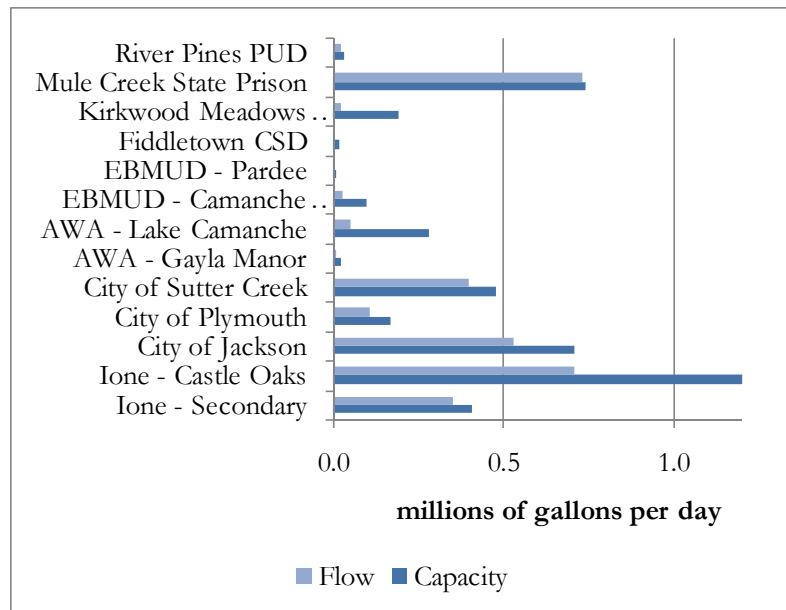 River Pines PUD
Mule Creek State Prison
Kirkwood Meadows ..
Fiddletown CSD
EBMUD - Pardee
EBMUD - Camanche ..
AWA - Lake Camanche
AWA - Gayla Manor
City of Sutter Creek
City of Plymouth
City of Jackson
Ione - Castle Oaks
Ione - Secondary
0.0 0.5 1.0
millions of gallons per day
Flow Capacity